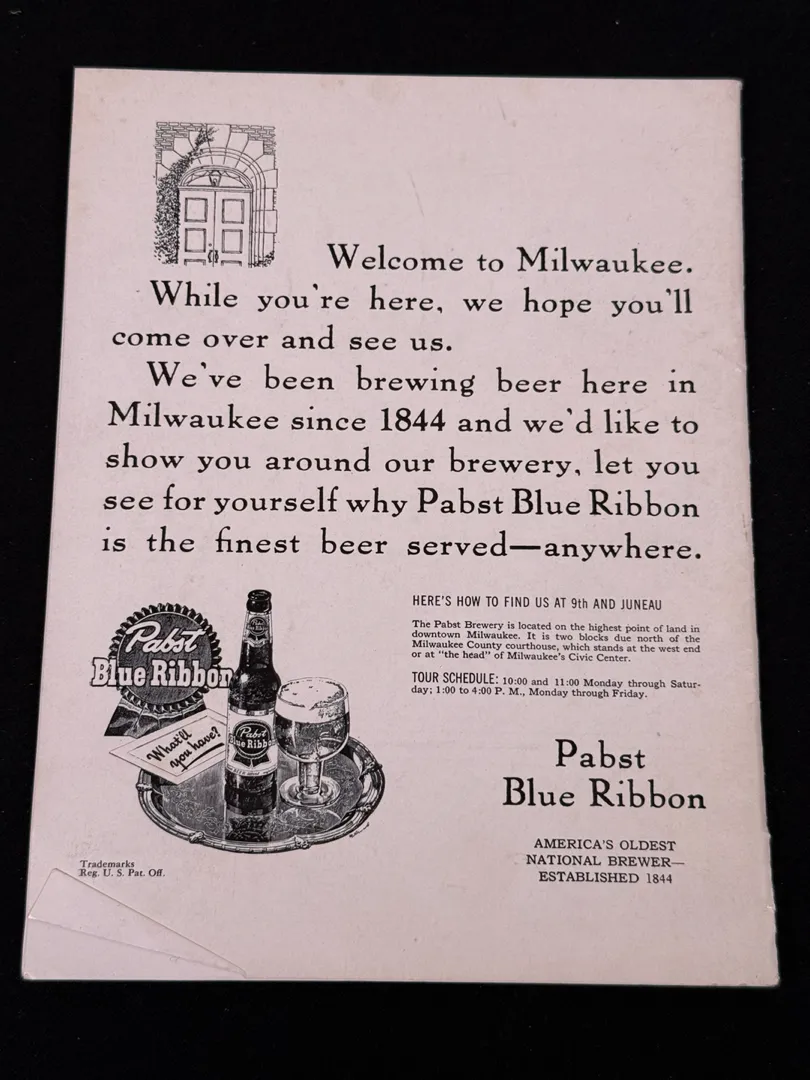 Welcome to Milwaukee.
While you're here, we hope you'll
come over and see us.
We've been brewing beer here in
Milwaukee since 1844 and we'd like to
show you around our brewery, let you
see for yourself why Pabst Blue Ribbon
is the finest beer served—anywhere.
Pabst
Blue Ribbon
What'll
you have?
Pabst
Blue Ribbon
HERE'S HOW TO FIND US AT 9th AND JUNEAU
The Pabst Brewery is located on the highest point of land in
downtown Milwaukee. It is two blocks due north of the
Milwaukee County courthouse, which stands at the west end
or at "the head" of Milwaukee's Civic Center.
TOUR SCHEDULE: 10:00 and 11:00 Monday through Satur-
day; 1:00 to 4:00 P. M., Monday through Friday.
Pabst
Blue Ribbon
AMERICA'S OLDEST
NATIONAL BREWER—
ESTABLISHED 1844
Trademarks
Reg. U. S. Pat. Off.